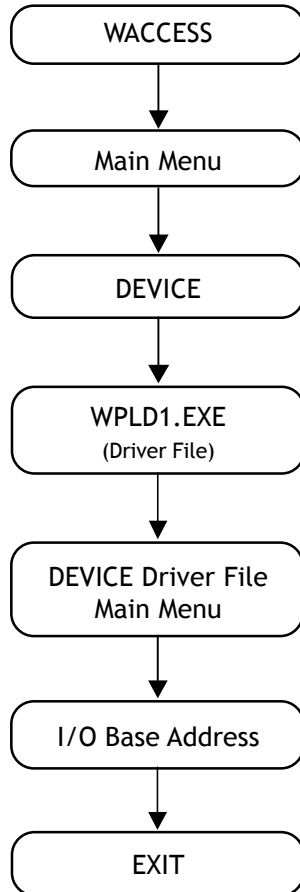 WACCESS
Main Menu
DEVICE
WPLD1.EXE
(Driver File)
DEVICE Driver File
Main Menu
I/O Base Address
EXIT